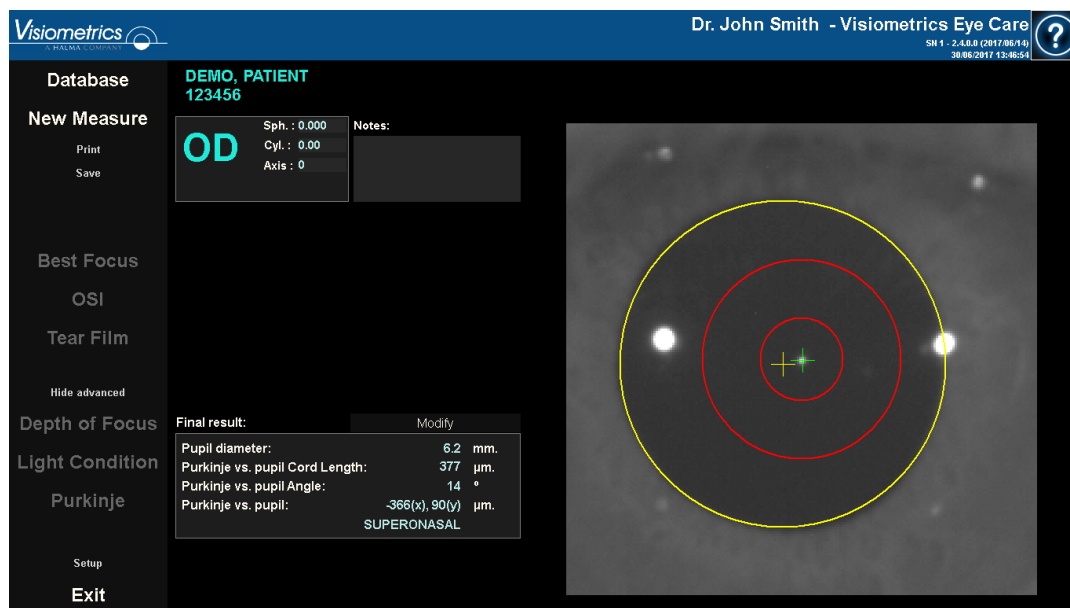 Visiometrics
A HALMA COMPANY
Dr. John Smith - Visiometrics Eye Care
SN 1 - 2.4.0.0 (2017/06/14)
30/06/2017 13:46:54
?
Database
New Measure
Print
Save
Best Focus
OSI
Tear Film
Hide advanced
Depth of Focus
Light Condition
Purkinje
Setup
Exit
DEMO, PATIENT
123456
OD
Sph. : 0.000
Cyl. : 0.00
Axis : 0
Notes:
Final result: Modify
Pupil diameter: 6.2 mm.
Purkinje vs. pupil Cord Length: 377 µm.
Purkinje vs. pupil Angle: 14 º
Purkinje vs. pupil: -366(x), 90(y) µm.
SUPERONASAL